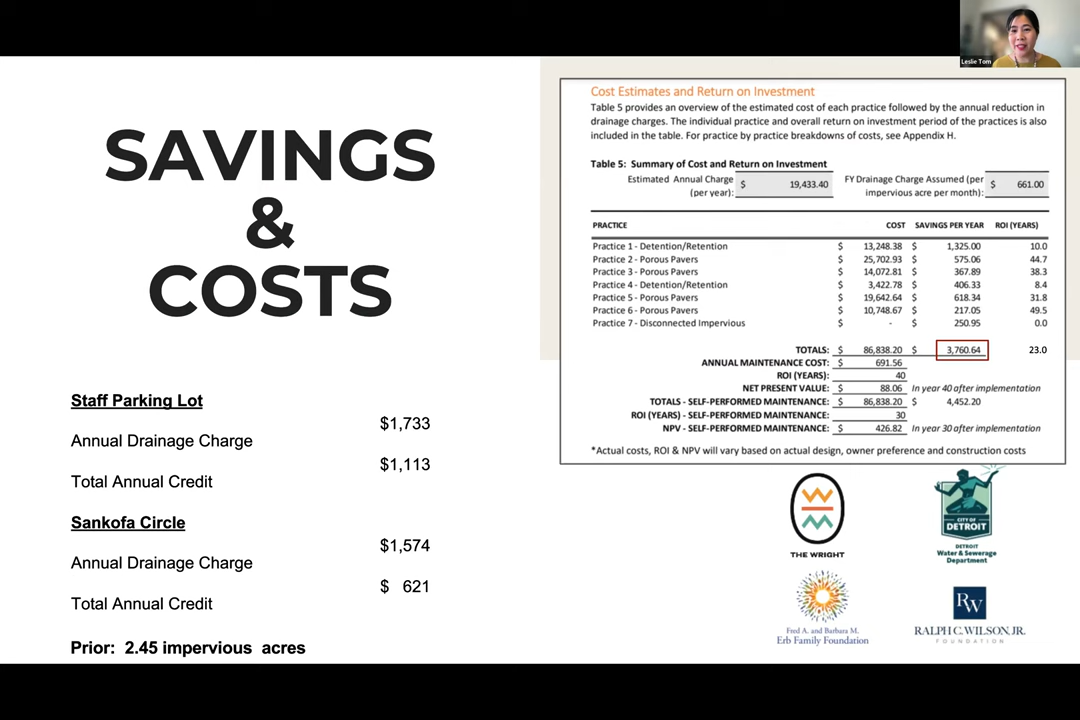 Leslie Tom
SAVINGS
&
COSTS
Staff Parking Lot
$1,733
Annual Drainage Charge
$1,113
Total Annual Credit
Sankofa Circle
$1,574
Annual Drainage Charge
$ 621
Total Annual Credit
Prior: 2.45 impervious acres
Cost Estimates and Return on Investment
Table 5 provides an overview of the estimated cost of each practice followed by the annual reduction in
drainage charges. The individual practice and overall return on investment period of the practices is also
included in the table. For practice by practice breakdowns of costs, see Appendix H.
Table 5: Summary of Cost and Return on Investment
Estimated Annual Charge (per year): $ 19,433.40 FY Drainage Charge Assumed (per impervious acre per month): $ 661.00
PRACTICE COST SAVINGS PER YEAR ROI (YEARS)
Practice 1 - Detention/Retention $ 13,248.38 $ 1,325.00 10.0
Practice 2 - Porous Pavers $ 25,702.93 $ 575.06 44.7
Practice 3 - Porous Pavers $ 14,072.81 $ 367.89 38.3
Practice 4 - Detention/Retention $ 3,422.78 $ 406.33 8.4
Practice 5 - Porous Pavers $ 19,642.64 $ 618.34 31.8
Practice 6 - Porous Pavers $ 10,748.67 $ 217.05 49.5
Practice 7 - Disconnected Impervious $ - $ 250.95 0.0
TOTALS: $ 86,838.20 $ 3,760.64 23.0
ANNUAL MAINTENANCE COST: $ 691.56
ROI (YEARS): 40
NET PRESENT VALUE: $ 88.06 In year 40 after implementation
TOTALS - SELF-PERFORMED MAINTENANCE: $ 86,838.20 $ 4,452.20
ROI (YEARS) - SELF-PERFORMED MAINTENANCE: 30
NPV - SELF-PERFORMED MAINTENANCE: $ 426.82 In year 30 after implementation
*Actual costs, ROI & NPV will vary based on actual design, owner preference and construction costs
THE WRIGHT
CITY OF
DETROIT
DETROIT
Water & Sewerage
Department
Fred A. and Barbara M.
Erb Family Foundation
RW
RALPH C. WILSON, JR.
FOUNDATION